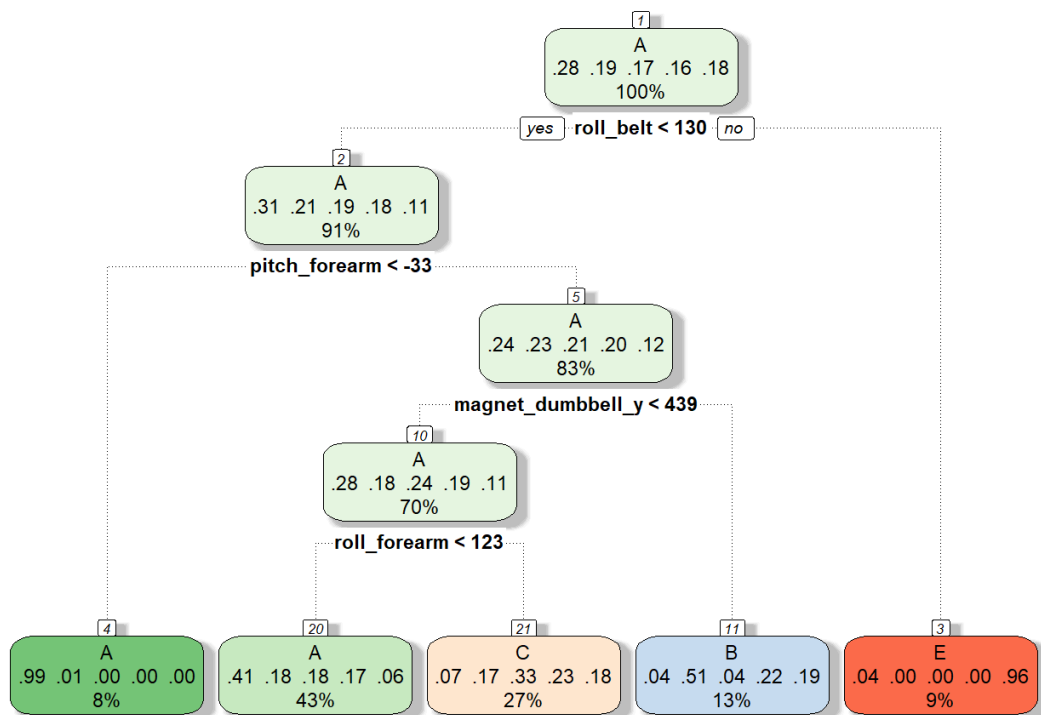 1
A
.28 .19 .17 .16 .18
100%
yes roll_belt < 130 no
2
A
.31 .21 .19 .18 .11
91%
pitch_forearm < -33
5
A
.24 .23 .21 .20 .12
83%
magnet_dumbbell_y < 439
10
A
.28 .18 .24 .19 .11
70%
roll_forearm < 123
4
A
.99 .01 .00 .00 .00
8%
20
A
.41 .18 .18 .17 .06
43%
21
C
.07 .17 .33 .23 .18
27%
11
B
.04 .51 .04 .22 .19
13%
3
E
.04 .00 .00 .00 .96
9%